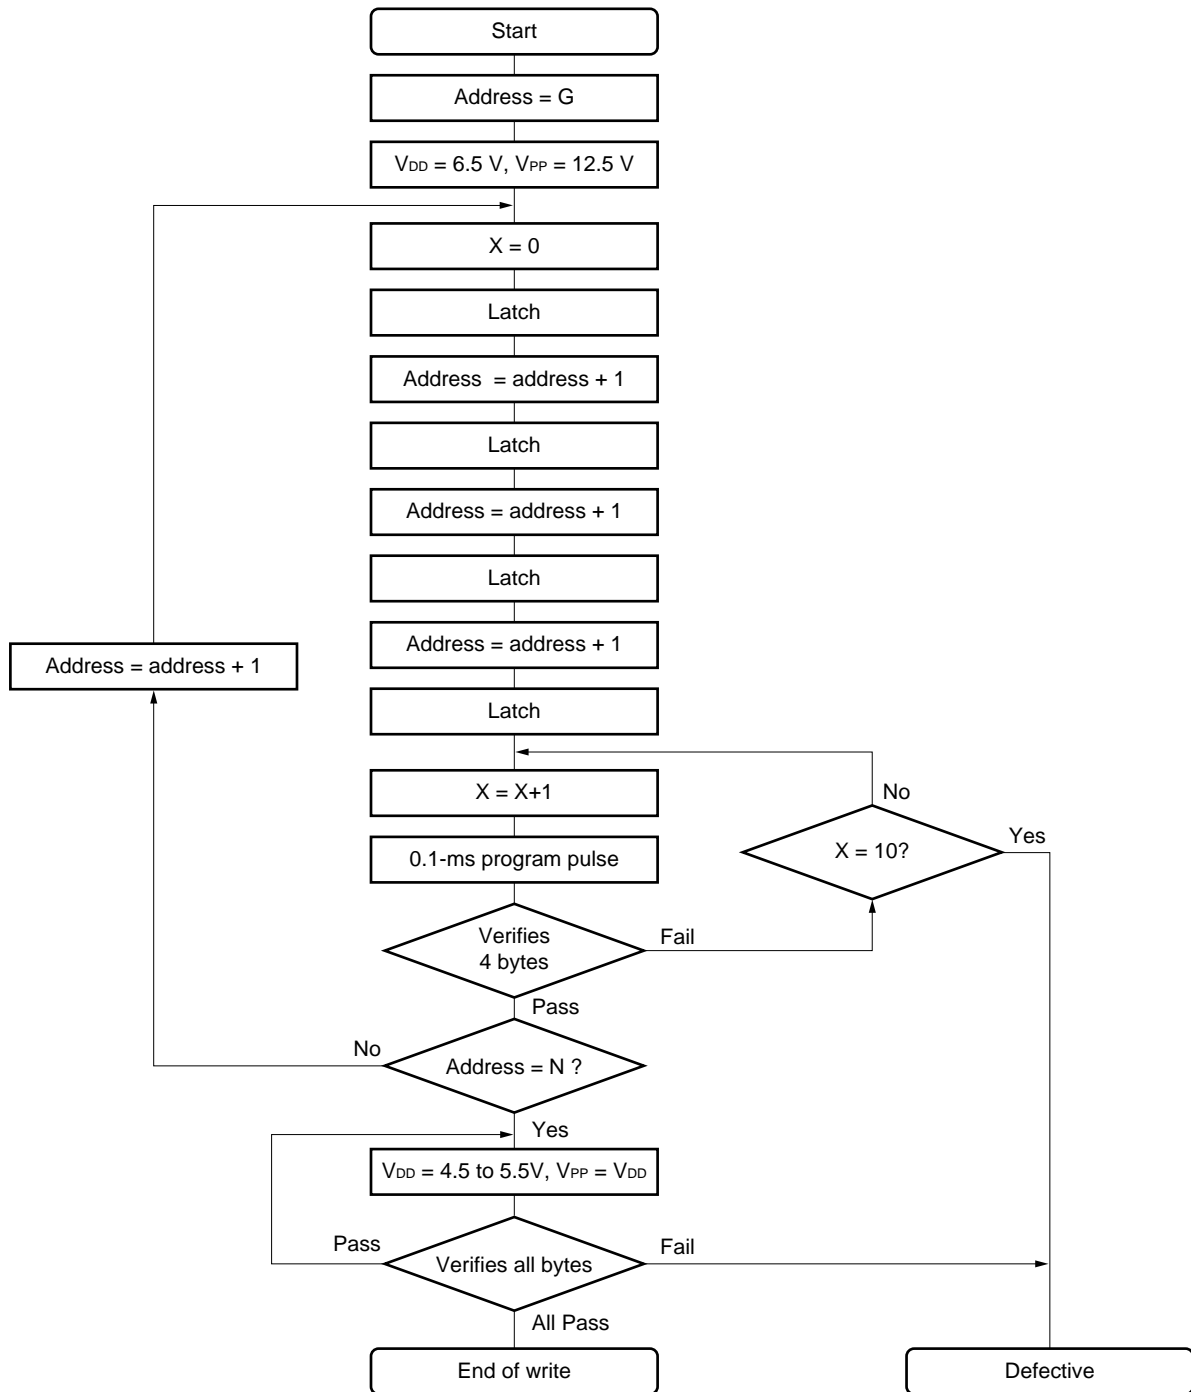 Start
Address = G
VDD = 6.5 V, VPP = 12.5 V
X = 0
Latch
Address = address + 1
Latch
Address = address + 1
Latch
Address = address + 1
Address = address + 1
Latch
X = X+1
No
X = 10?
Yes
0.1-ms program pulse
Verifies
4 bytes
Fail
Pass
No
Address = N ?
Yes
VDD = 4.5 to 5.5V, VPP = VDD
Pass
Verifies all bytes
Fail
All Pass
End of write
Defective